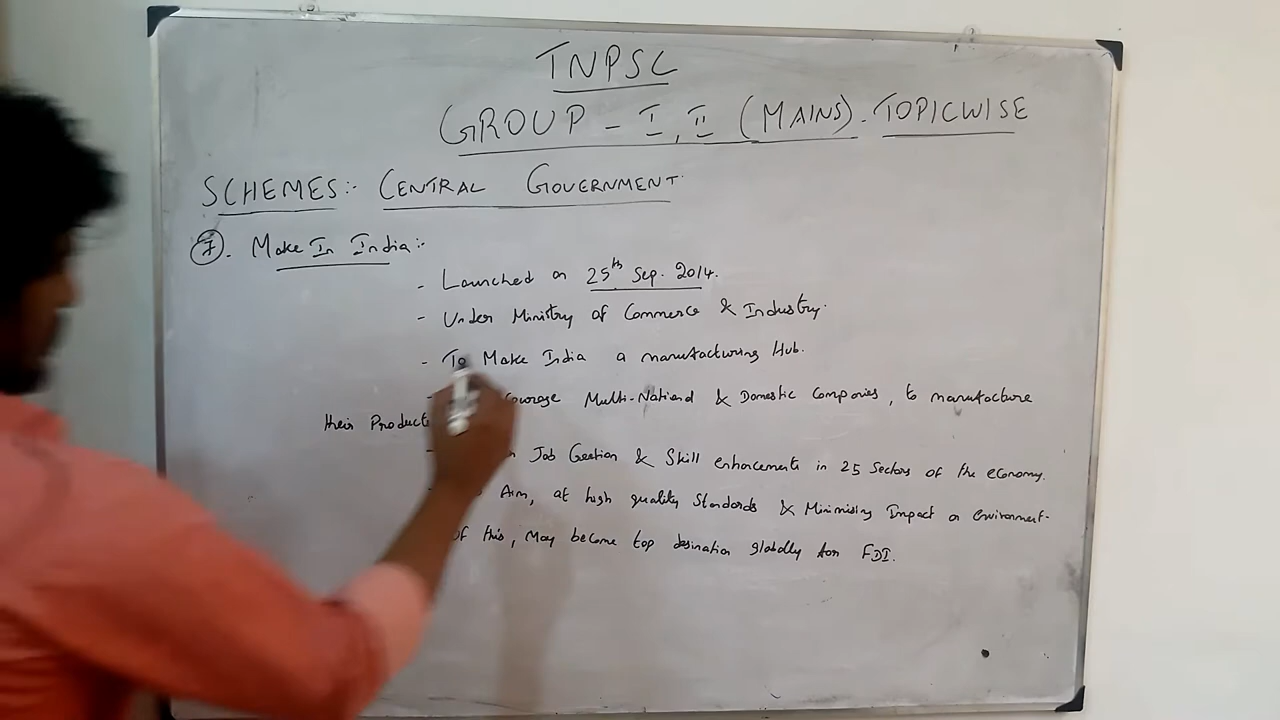 TNPSC
GROUP - I, II (MAINS). TOPICWISE
SCHEMES:- CENTRAL GOVERNMENT
7. Make In India:-
- Launched on 25th Sep. 2014.
- Under Ministry of Commerce & Industry.
- To Make India a manufacturing Hub.
Multi-National & Domestic Companies, to manufacture
their Product
Job & Skill enhancements in 25 Sectors of the economy.
Aim, at high quality Standards & Minimising Impact on environment-
of this, may become top desination globally for FDI.